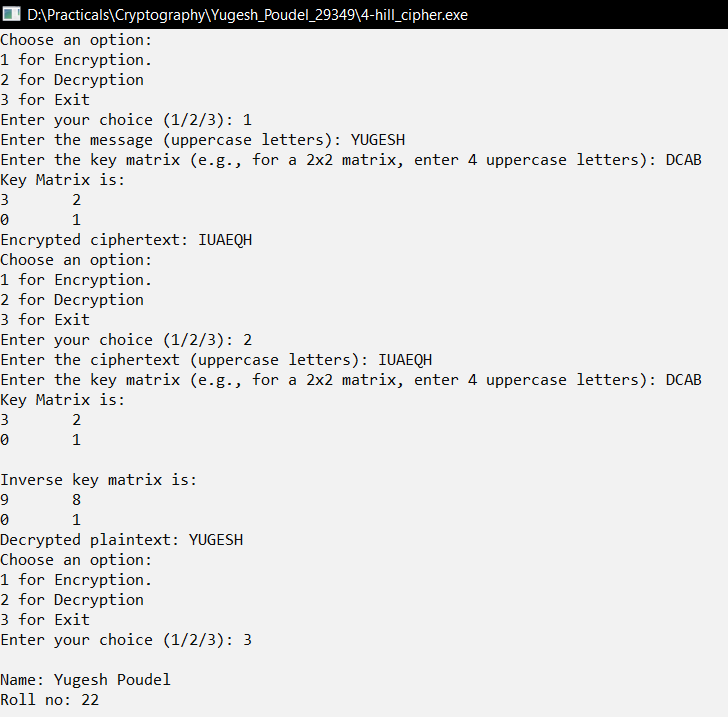 D:\Practicals\Cryptography\Yugesh_Poudel_29349\4-hill_cipher.exe
Choose an option:
1 for Encryption.
2 for Decryption
3 for Exit
Enter your choice (1/2/3): 1
Enter the message (uppercase letters): YUGESH
Enter the key matrix (e.g., for a 2x2 matrix, enter 4 uppercase letters): DCAB
Key Matrix is:
3 2
0 1
Encrypted ciphertext: IUAEQH
Choose an option:
1 for Encryption.
2 for Decryption
3 for Exit
Enter your choice (1/2/3): 2
Enter the ciphertext (uppercase letters): IUAEQH
Enter the key matrix (e.g., for a 2x2 matrix, enter 4 uppercase letters): DCAB
Key Matrix is:
3 2
0 1
Inverse key matrix is:
9 8
0 1
Decrypted plaintext: YUGESH
Choose an option:
1 for Encryption.
2 for Decryption
3 for Exit
Enter your choice (1/2/3): 3
Name: Yugesh Poudel
Roll no: 22